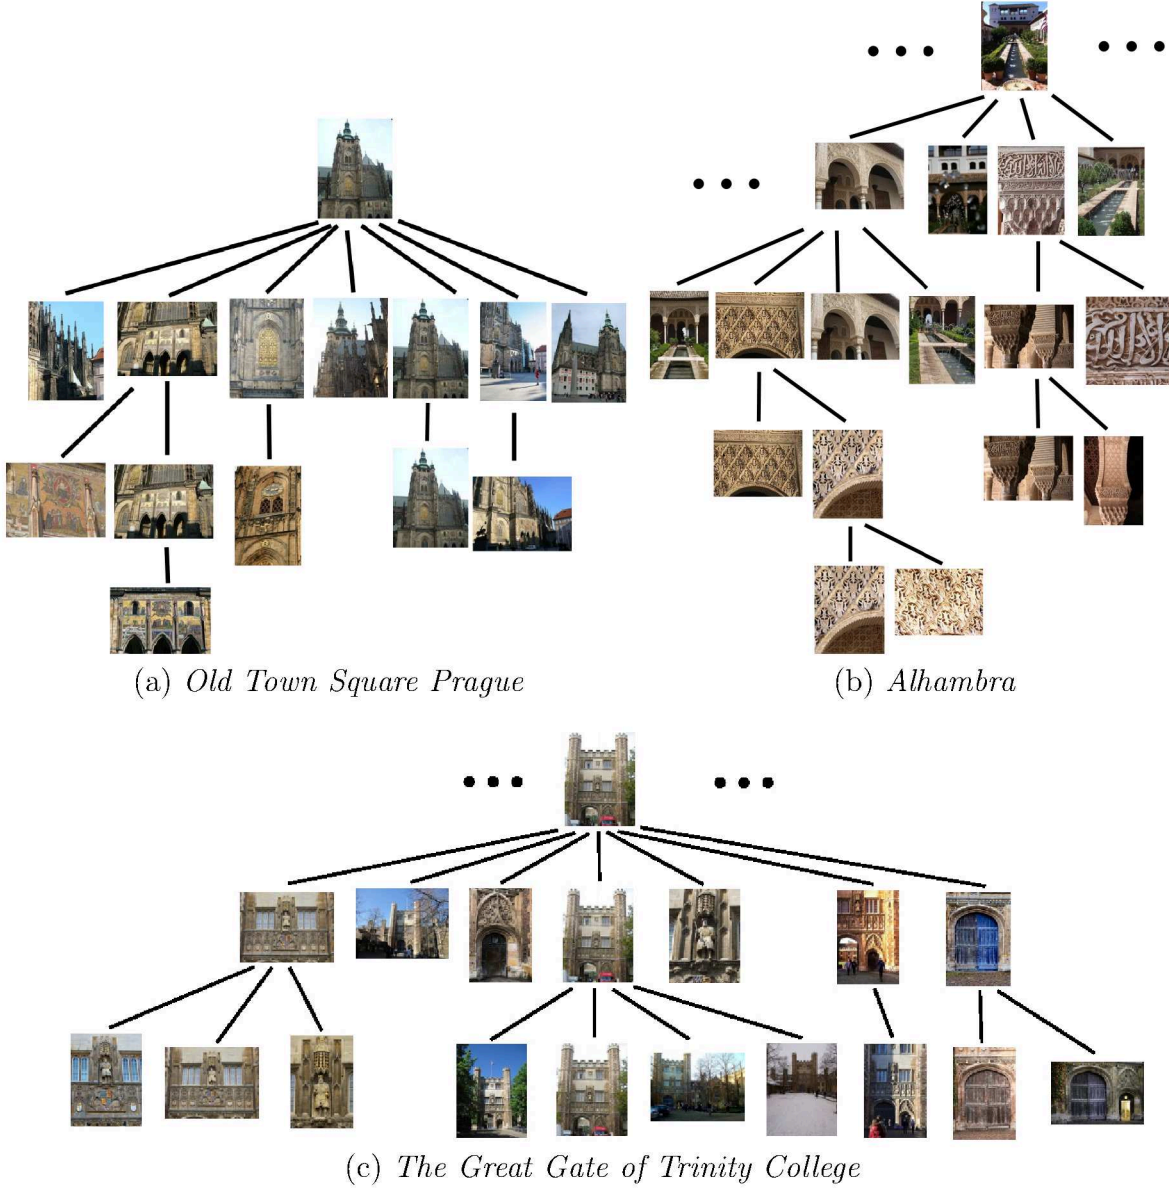 (a) Old Town Square Prague
(b) Alhambra
(c) The Great Gate of Trinity College